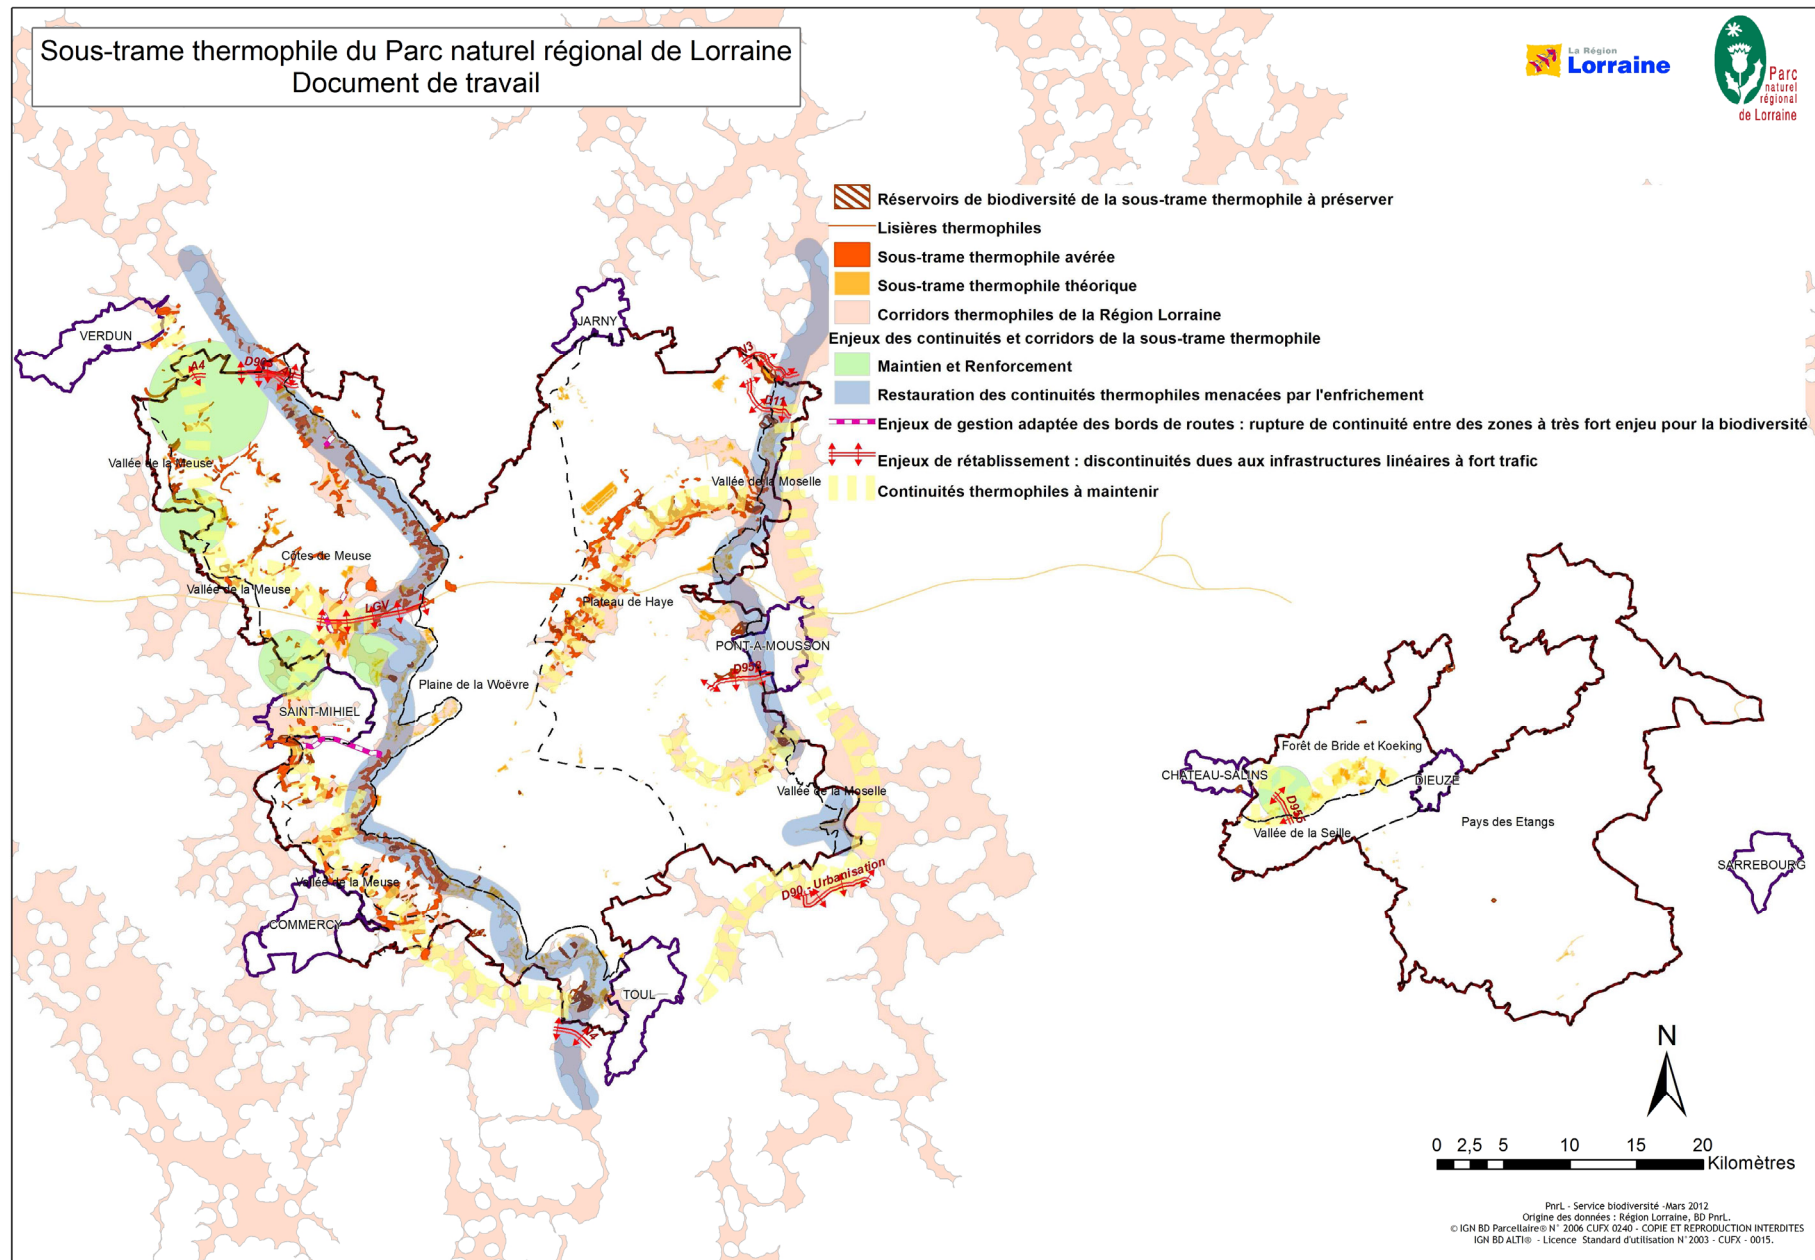 Sous-trame thermophile du Parc naturel régional de Lorraine
Document de travail
La Région
Lorraine
Parc
naturel
régional
de Lorraine
Réservoirs de biodiversité de la sous-trame thermophile à préserver
Lisières thermophiles
Sous-trame thermophile avérée
Sous-trame thermophile théorique
Corridors thermophiles de la Région Lorraine
Enjeux des continuités et corridors de la sous-trame thermophile
Maintien et Renforcement
Restauration des continuités thermophiles menacées par l'enfrichement
Enjeux de gestion adaptée des bords de routes : rupture de continuité entre des zones à très fort enjeu pour la biodiversité
Enjeux de rétablissement : discontinuités dues aux infrastructures linéaires à fort trafic
Continuités thermophiles à maintenir
VERDUN
JARNY
A4
N3
D11
Vallée de la Meuse
Vallée de la Moselle
Côtes de Meuse
Vallée de la Meuse
LGV
Plateau de Haye
PONT-A-MOUSSON
Plaine de la Woëvre
SAINT-MIHIEL
Vallée de la Moselle
Vallée de la Meuse
D90 - Urbanisation
COMMERCY
TOUL
Forêt de Bride et Koeking
CHATEAU-SALINS
DIEUZE
Pays des Etangs
Vallée de la Seille
SARREBOURG
N
0 2,5 5 10 15 20
Kilomètres
PnrL - Service biodiversité -Mars 2012
Origine des données : Région Lorraine, BD PnrL.
© IGN BD Parcellaire® N° 2006 CUFX 0240 - COPIE ET REPRODUCTION INTERDITES
IGN BD ALTI® - Licence Standard d'utilisation N°2003 - CUFX - 0015.